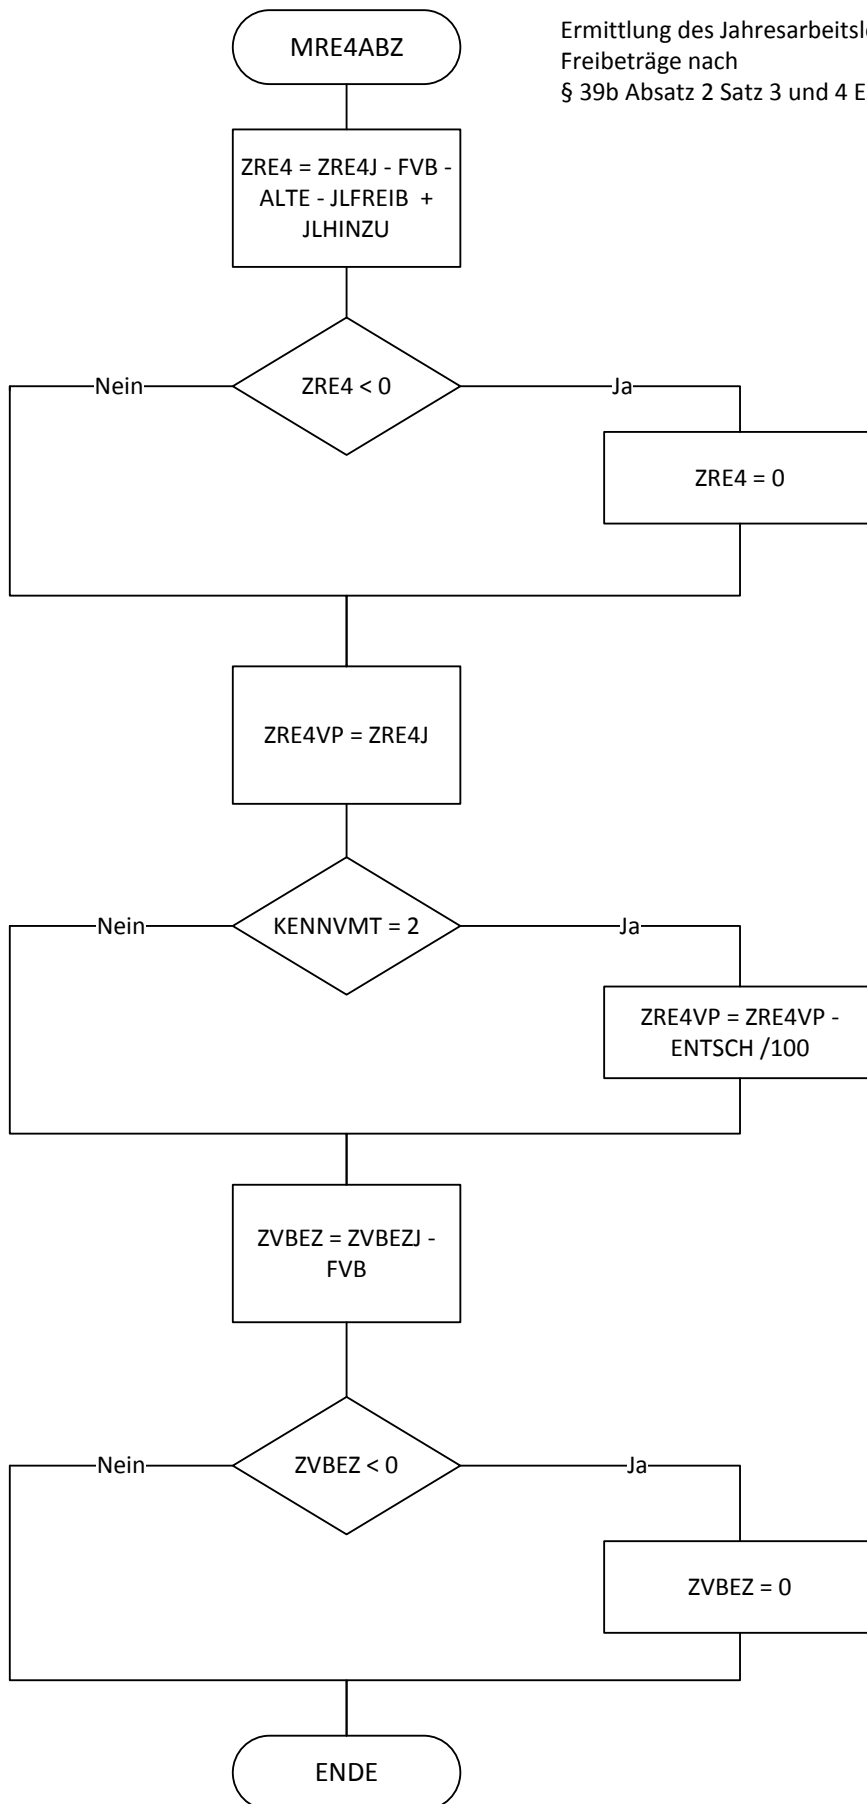 MRE4ABZ
Ermittlung des
Freibeträge nach
§ 39b Absatz 2 Satz 3 und 4
ZRE4 = ZRE4J - FVB -
ALTE - JLFREIB +
JLHINZU
Nein
ZRE4 < 0
Ja
ZRE4 = 0
ZRE4VP = ZRE4J
Nein
KENNVMT = 2
Ja
ZRE4VP = ZRE4VP -
ENTSCH /100
ZVBEZ = ZVBEZJ -
FVB
Nein
ZVBEZ < 0
Ja
ZVBEZ = 0
ENDE